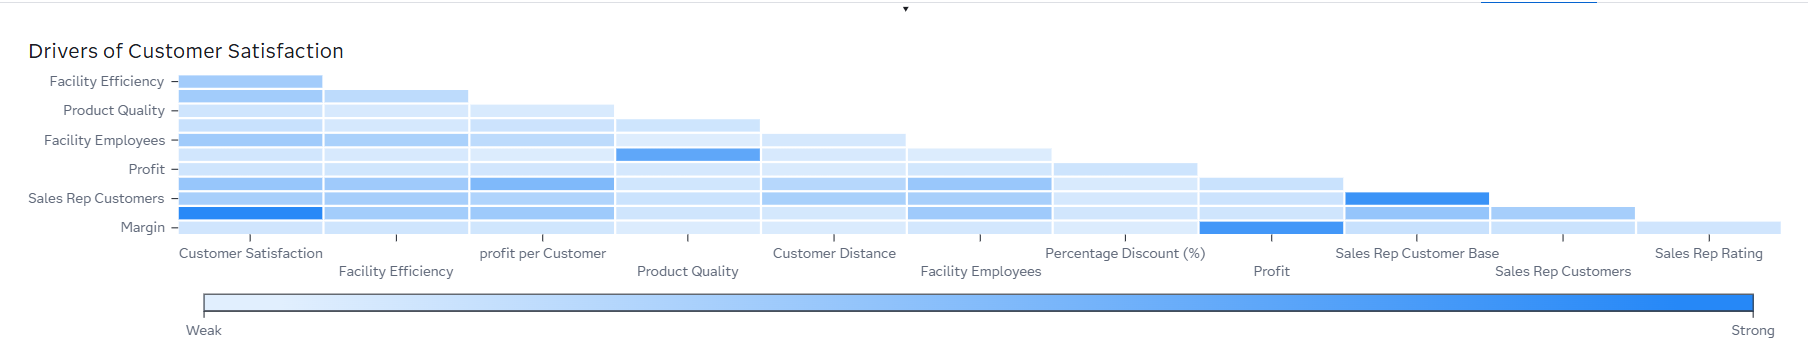 Drivers of Customer Satisfaction
Facility Efficiency
Product Quality
Facility Employees
Profit
Sales Rep Customers
Margin
Customer Satisfaction
Facility Efficiency
profit per Customer
Product Quality
Customer Distance
Facility Employees
Percentage Discount (%)
Profit
Sales Rep Customer Base
Sales Rep Customers
Sales Rep Rating
Weak
Strong